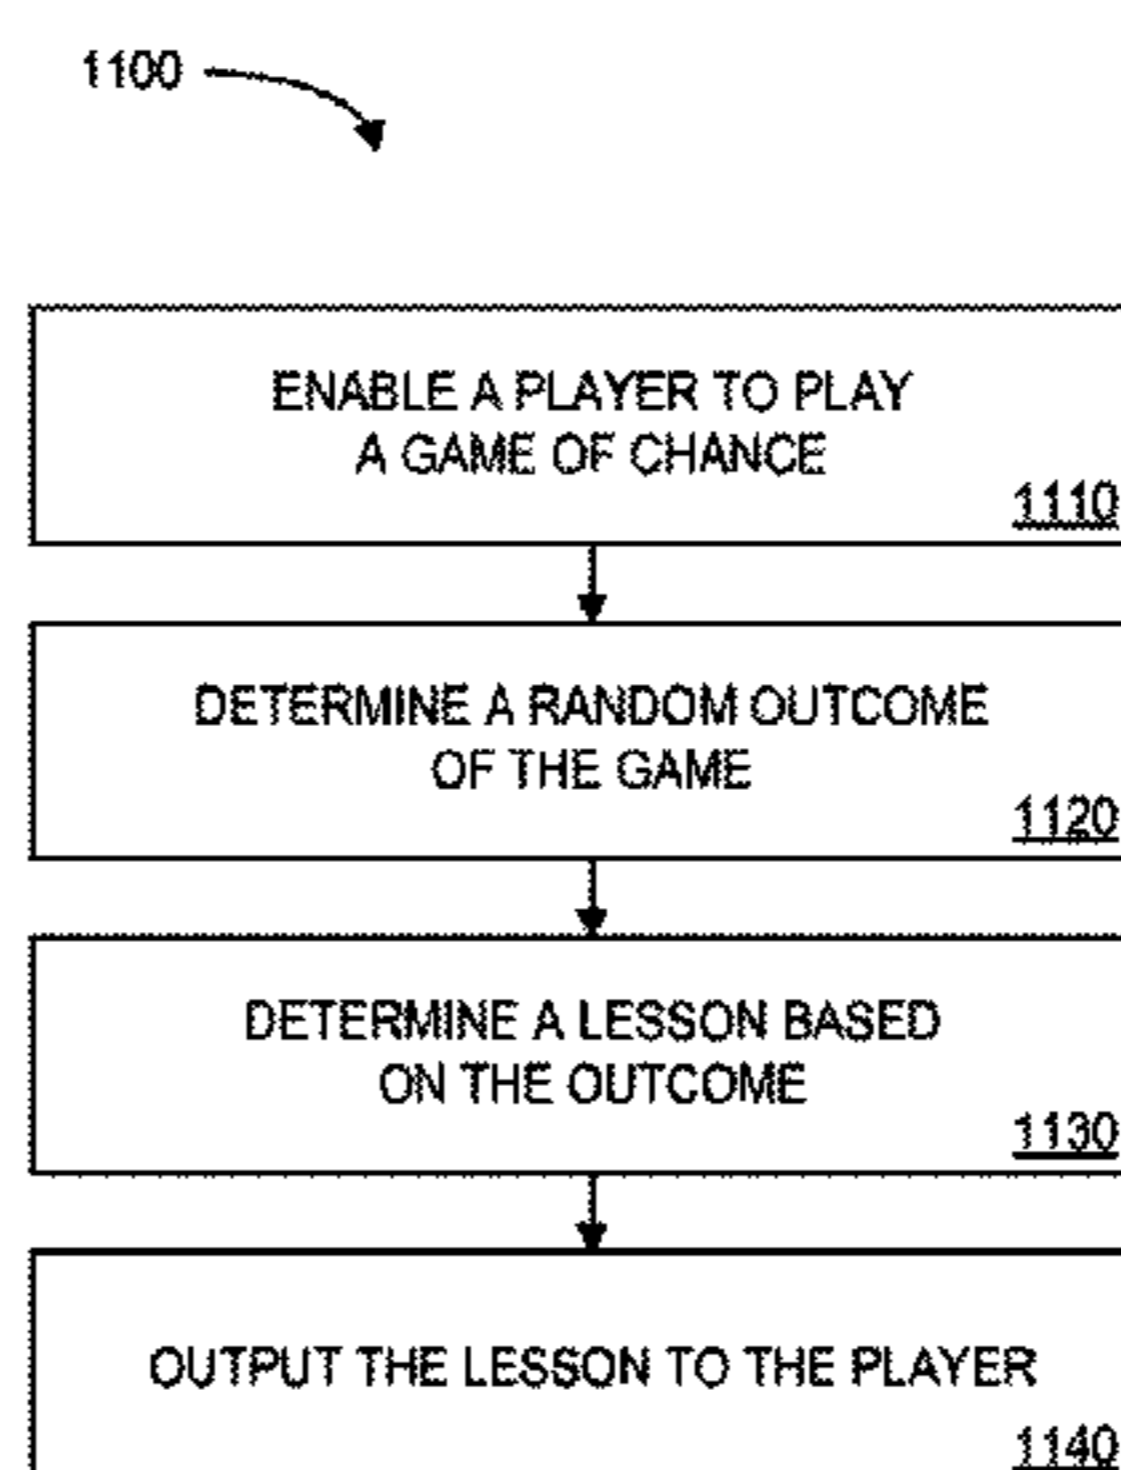 1100
ENABLE A PLAYER TO PLAY
A GAME OF CHANCE
1110
DETERMINE A RANDOM OUTCOME
OF THE GAME
1120
DETERMINE A LESSON BASED
ON THE OUTCOME
1130
OUTPUT THE LESSON TO THE PLAYER
1140